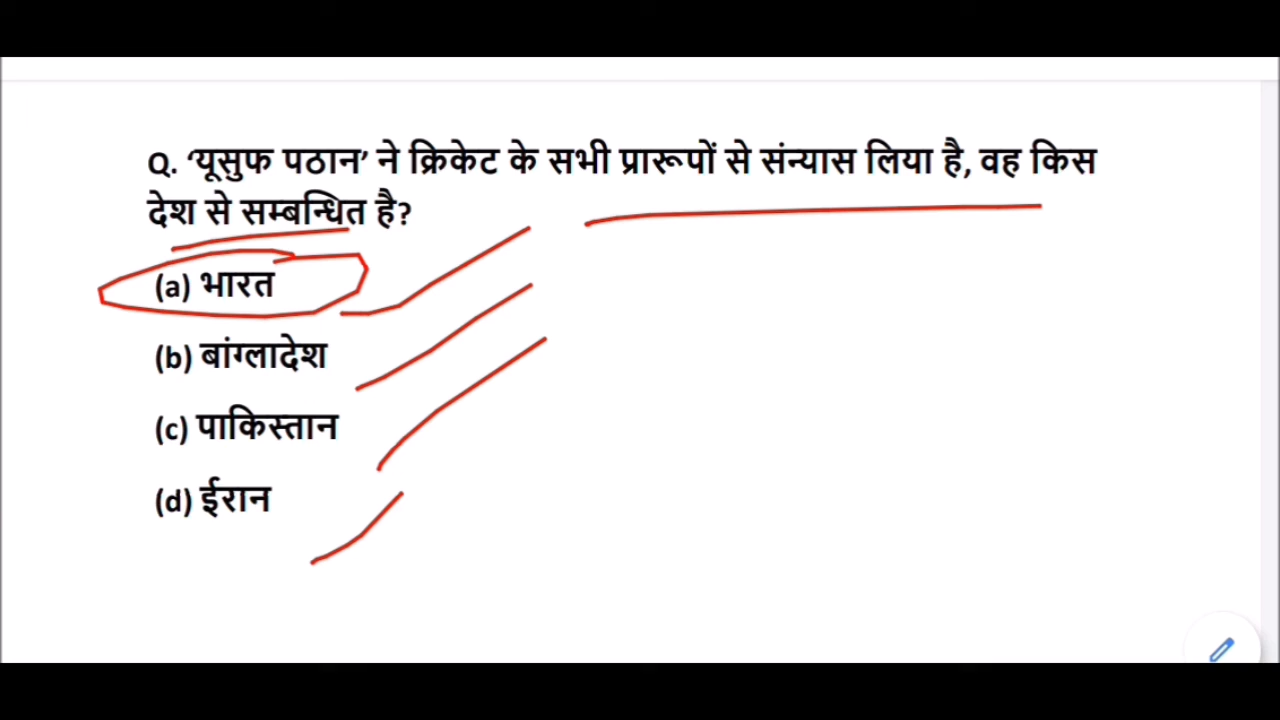 Q. ‘यूसुफ पठान’ ने क्रिकेट के सभी प्रारूपों से संन्यास लिया है, वह किस
देश से सम्बन्धित है?
(a) भारत
(b) बांग्लादेश
(c) पाकिस्तान
(d) ईरान